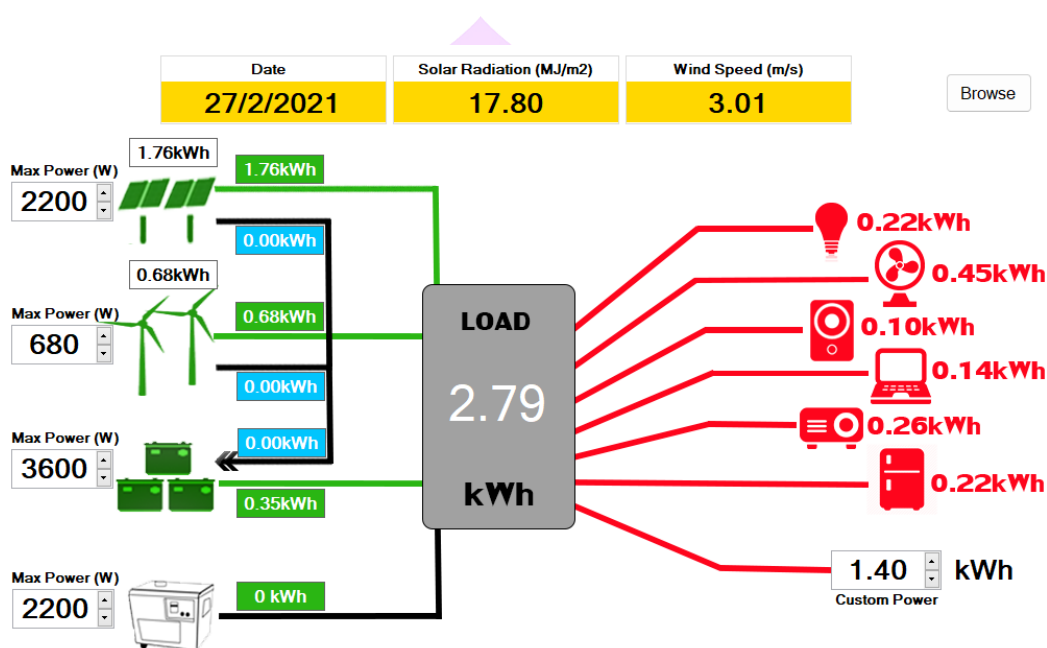 Date
Solar Radiation (MJ/m2)
Wind Speed (m/s)
27/2/2021
17.80
3.01
Browse
1.76kWh
Max Power (W)
2200
1.76kWh
0.00kWh
0.68kWh
Max Power (W)
680
0.68kWh
0.00kWh
Max Power (W)
3600
0.00kWh
0.35kWh
Max Power (W)
2200
0 kWh
LOAD
2.79
kWh
0.22kWh
0.45kWh
0.10kWh
0.14kWh
0.26kWh
0.22kWh
1.40 kWh
Custom Power